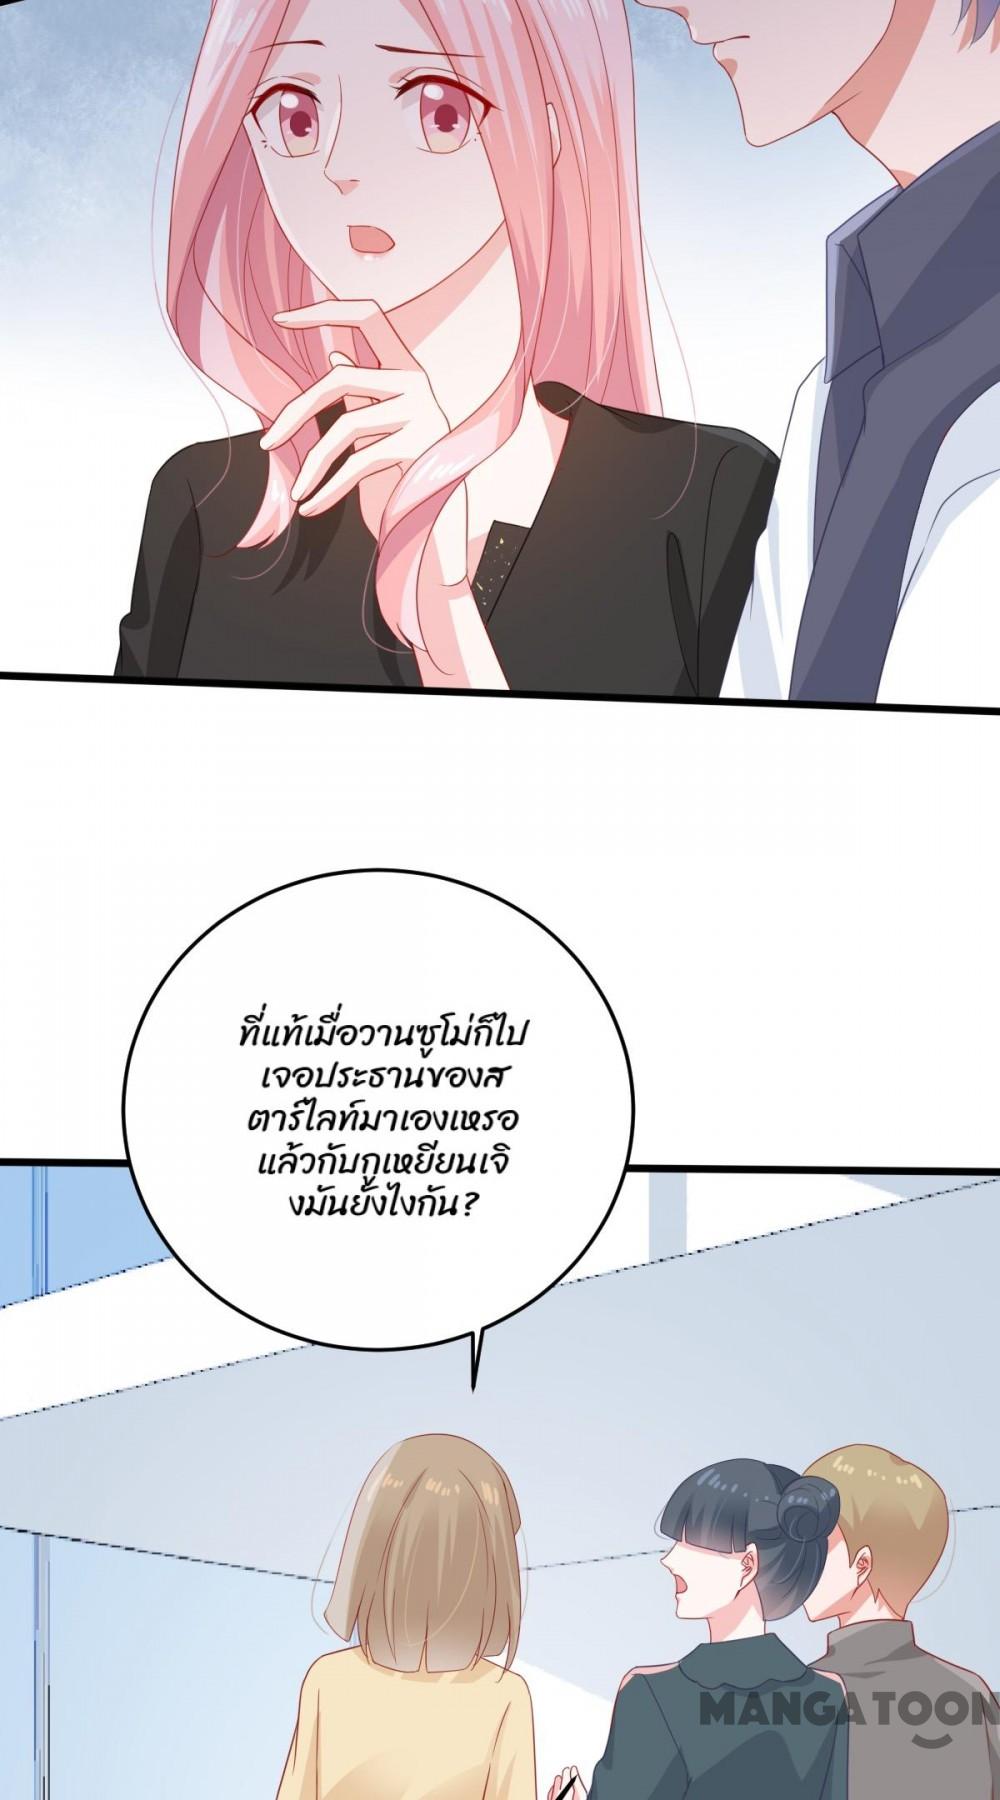 ที่แท้เมื่อวานซูโม่ก็ไป
เจอประธานของส
ตาร์ไลท์มาเองเหรอ
แล้วกับกูเหยียนเจิ
งมันยังไงกัน?
MANGATOON